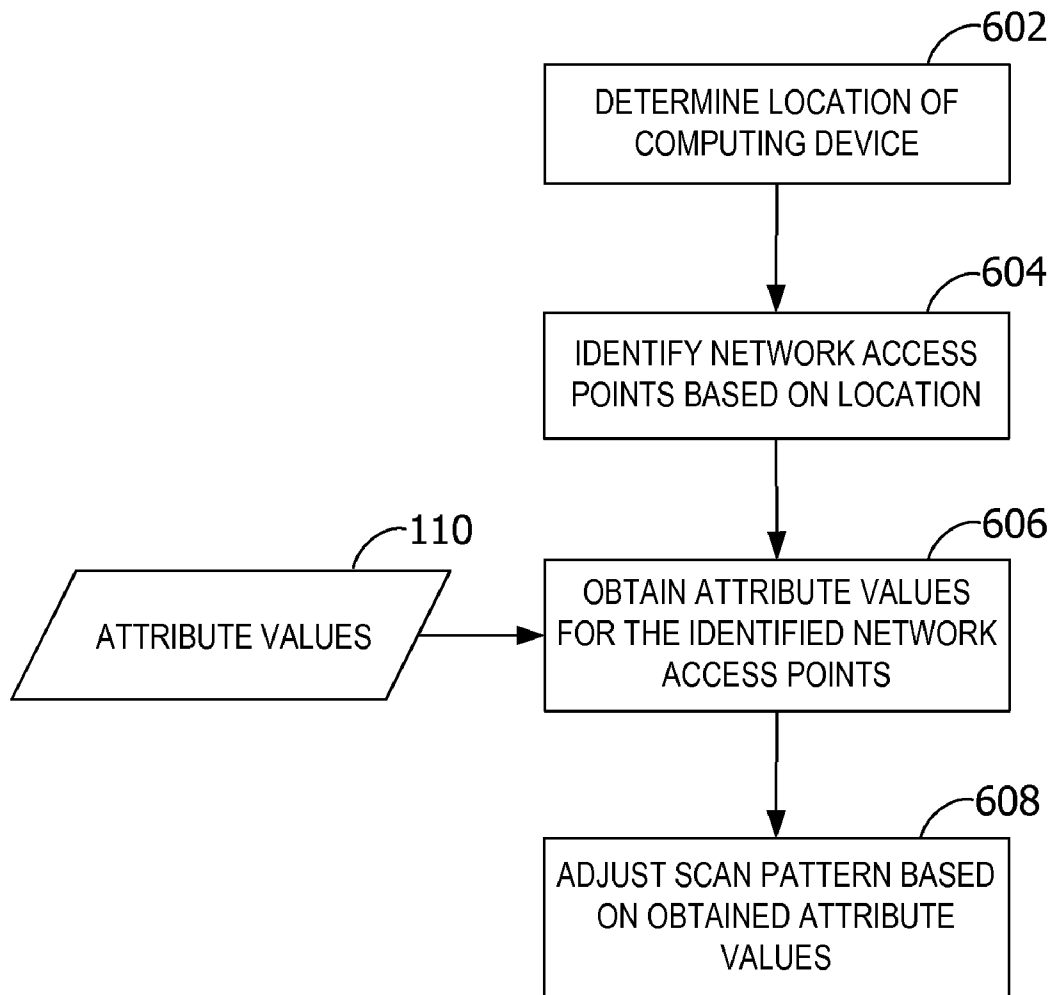 602
DETERMINE LOCATION OF
COMPUTING DEVICE
604
IDENTIFY NETWORK ACCESS
POINTS BASED ON LOCATION
110
ATTRIBUTE VALUES
606
OBTAIN ATTRIBUTE VALUES
FOR THE IDENTIFIED NETWORK
ACCESS POINTS
608
ADJUST SCAN PATTERN BASED
ON OBTAINED ATTRIBUTE
VALUES